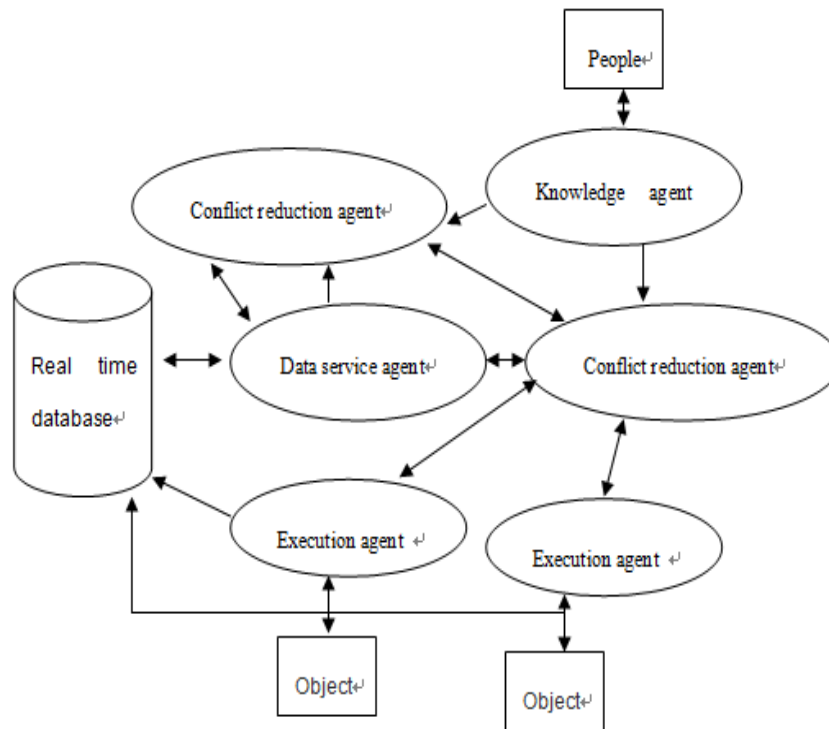 People↵
Knowledge agent
Conflict reduction agent↵
Real time
database↵
Data service agent↵
Conflict reduction agent↵
Execution agent ↵
Execution agent ↵
Object↵
Object↵